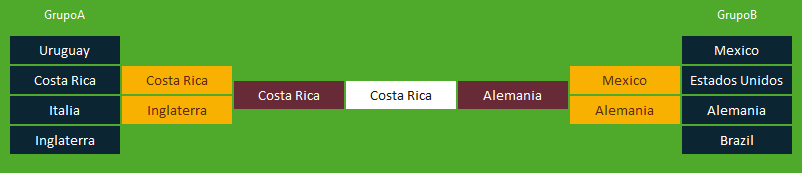 GrupoA
GrupoB
Uruguay
Mexico
Costa Rica
Costa Rica
Mexico
Estados Unidos
Costa Rica
Costa Rica
Alemania
Italia
Inglaterra
Alemania
Alemania
Inglaterra
Brazil